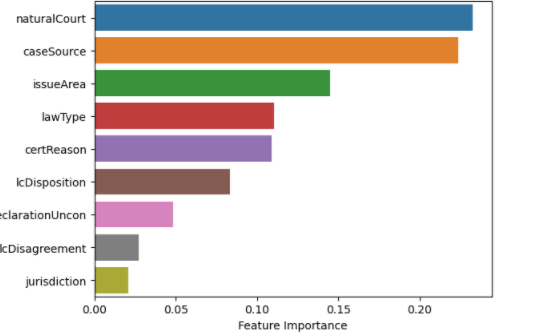 naturalCourt
caseSource
issueArea
lawType
certReason
lcDisposition
eclarationUncon
lcDisagreement
jurisdiction
0.00 0.05 0.10 0.15 0.20
Feature Importance